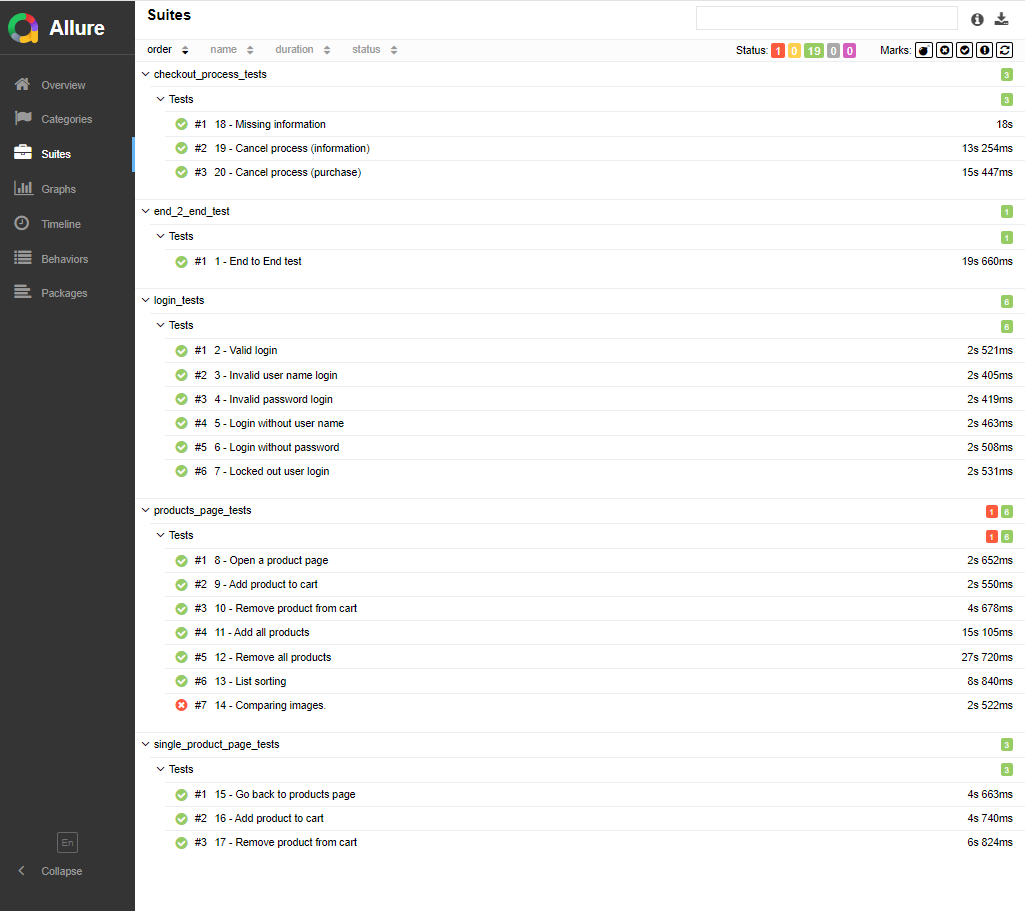 Allure
Overview
Categories
Suites
Graphs
Timeline
Behaviors
Packages
En
Collapse
Suites
order name duration status Status: 1 0 19 0 0 Marks:
checkout_process_tests 3
Tests 3
#1 18 - Missing information 18s
#2 19 - Cancel process (information) 13s 254ms
#3 20 - Cancel process (purchase) 15s 447ms
end_2_end_test 1
Tests 1
#1 1 - End to End test 19s 660ms
login_tests 6
Tests 6
#1 2 - Valid login 2s 521ms
#2 3 - Invalid user name login 2s 405ms
#3 4 - Invalid password login 2s 419ms
#4 5 - Login without user name 2s 463ms
#5 6 - Login without password 2s 508ms
#6 7 - Locked out user login 2s 531ms
products_page_tests 1 6
Tests 1 6
#1 8 - Open a product page 2s 652ms
#2 9 - Add product to cart 2s 550ms
#3 10 - Remove product from cart 4s 678ms
#4 11 - Add all products 15s 105ms
#5 12 - Remove all products 27s 720ms
#6 13 - List sorting 8s 840ms
#7 14 - Comparing images. 2s 522ms
single_product_page_tests 3
Tests 3
#1 15 - Go back to products page 4s 663ms
#2 16 - Add product to cart 4s 740ms
#3 17 - Remove product from cart 6s 824ms